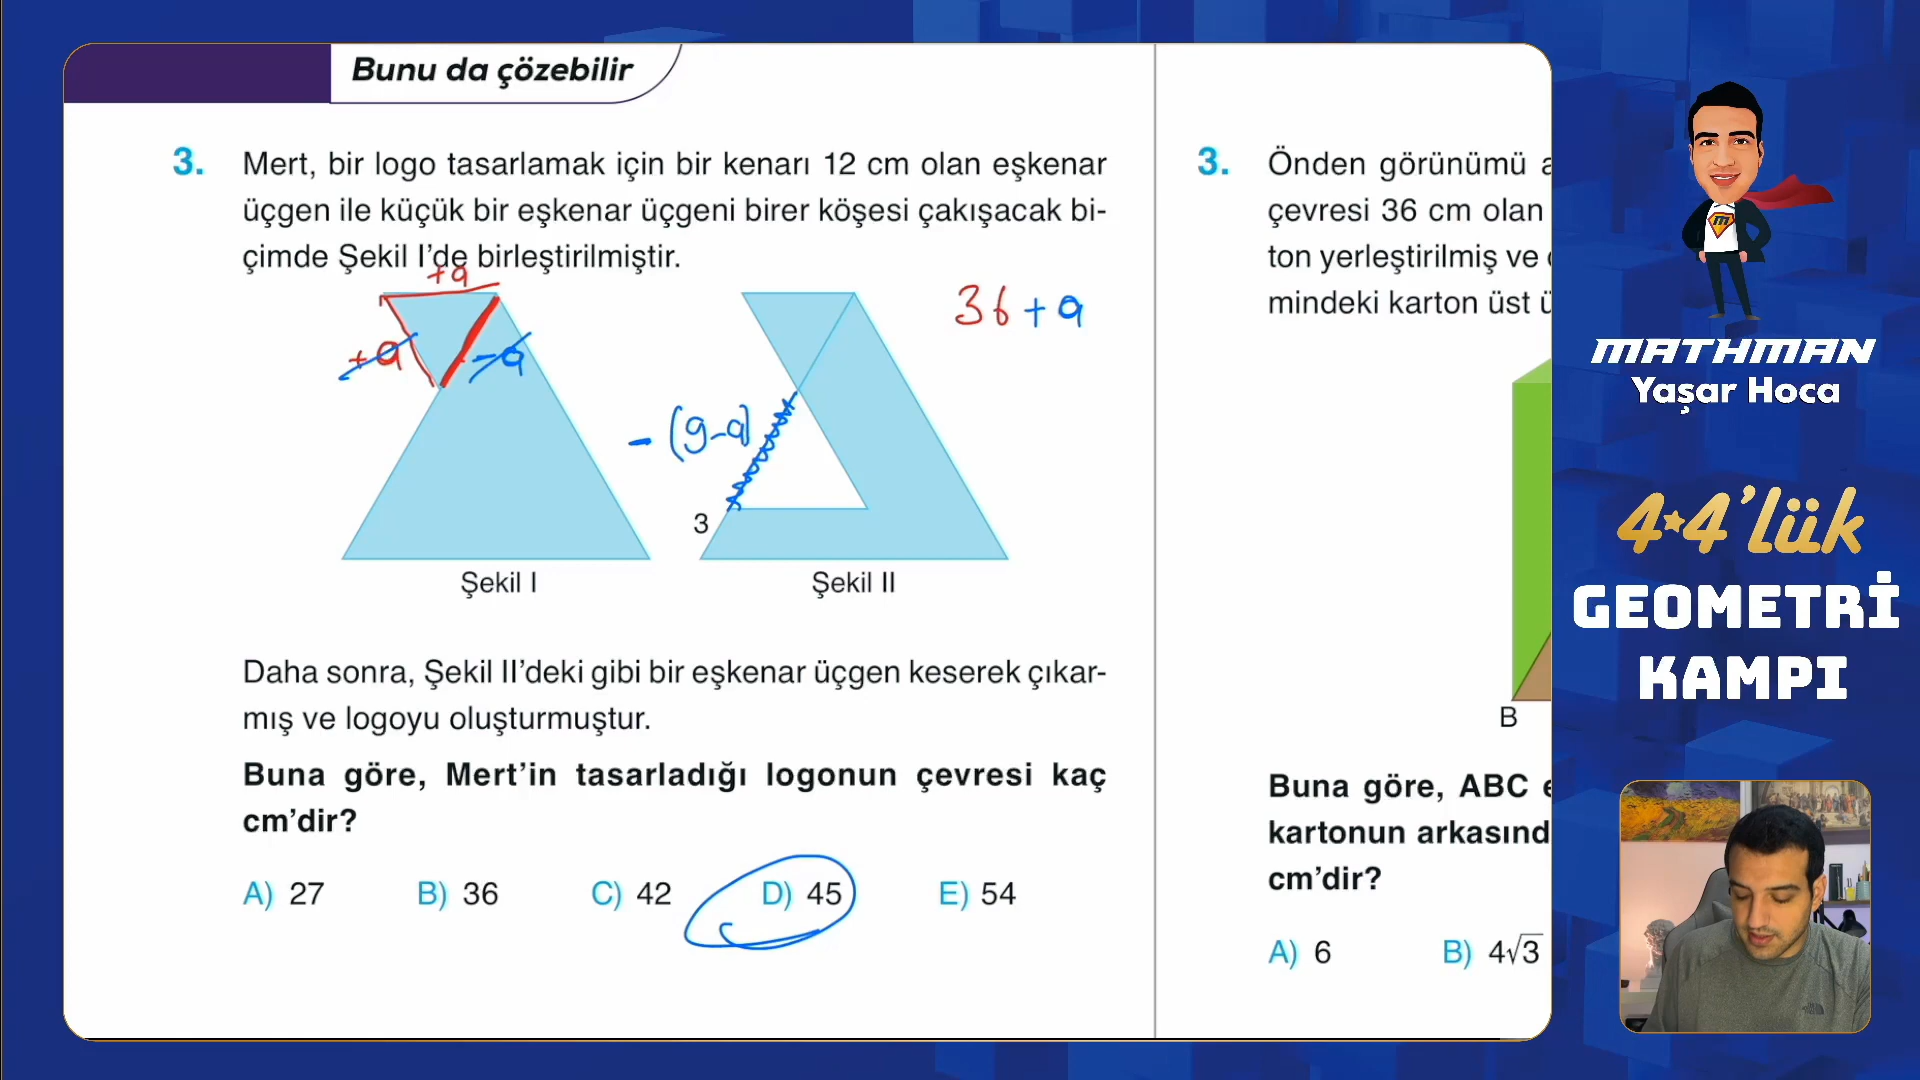 Bunu da çözebilir
3. Mert, bir logo tasarlamak için bir kenarı 12 cm olan eşkenar
üçgen ile küçük bir eşkenar üçgeni birer köşesi çakışacak bi-
çimde Şekil I’de birleştirilmiştir.
+a
+a
-a
- (9-a)
36 + a
3
Şekil I
Şekil II
Daha sonra, Şekil II’deki gibi bir eşkenar üçgen keserek çıkar-
mış ve logoyu oluşturmuştur.
Buna göre, Mert’in tasarladığı logonun çevresi kaç
cm’dir?
A) 27 B) 36 C) 42 D) 45 E) 54
3. Önden görünümü
çevresi 36 cm olan
ton yerleştirilmiş ve
mindeki karton üst ü
B
Buna göre, ABC
kartonun arkasınd
cm’dir?
A) 6 B) 4√3
M
MATHMAN
Yaşar Hoca
4★4’lük
GEOMETRİ
KAMPI